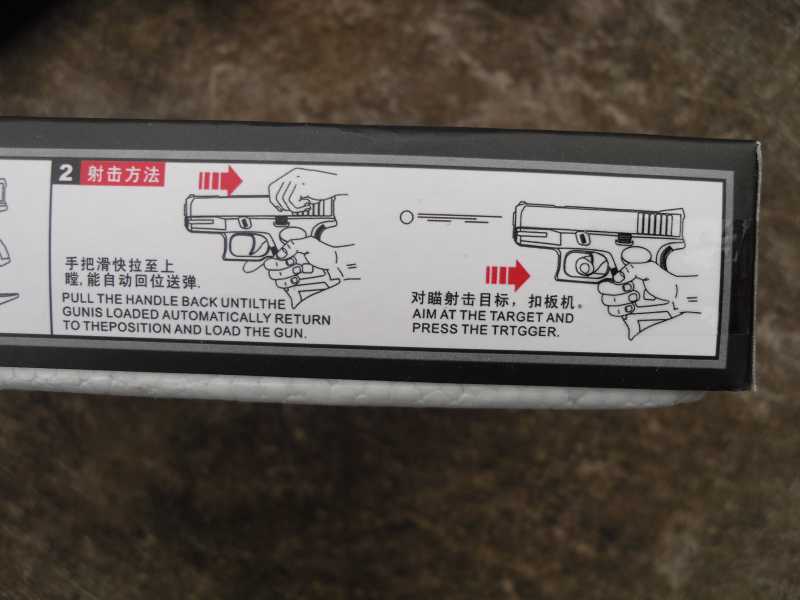 2 射击方法
手把滑快拉至上
瞠,能自动回位送弹.
PULL THE HANDLE BACK UNTILTHE
GUNIS LOADED AUTOMATICALLY RETURN
TO THEPOSITION AND LOAD THE GUN.
对瞄射击目标，扣板机。
AIM AT THE TARGET AND
PRESS THE TRTGGER.